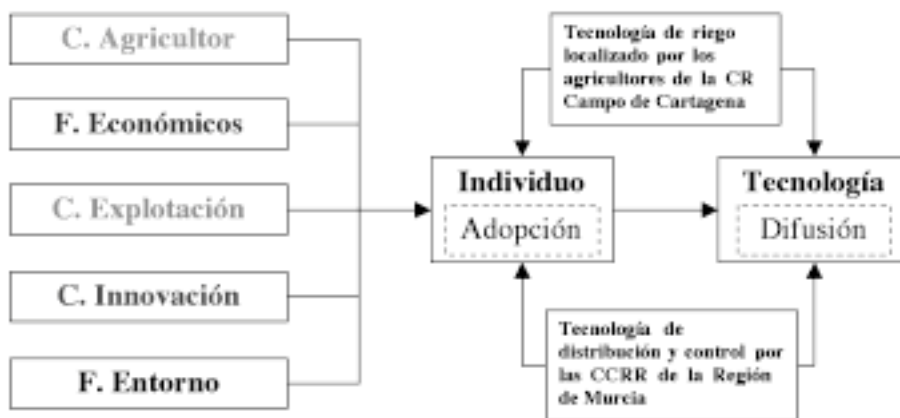 C. Agricultor
F. Económicos
C. Explotación
C. Innovación
F. Entorno
Tecnología de riego
localizado por los
agricultores de la CR
Campo de Cartagena
Individuo
Adopción
Tecnología
Difusión
Tecnología de
distribución y control por
las CCRR de la Región
de Murcia